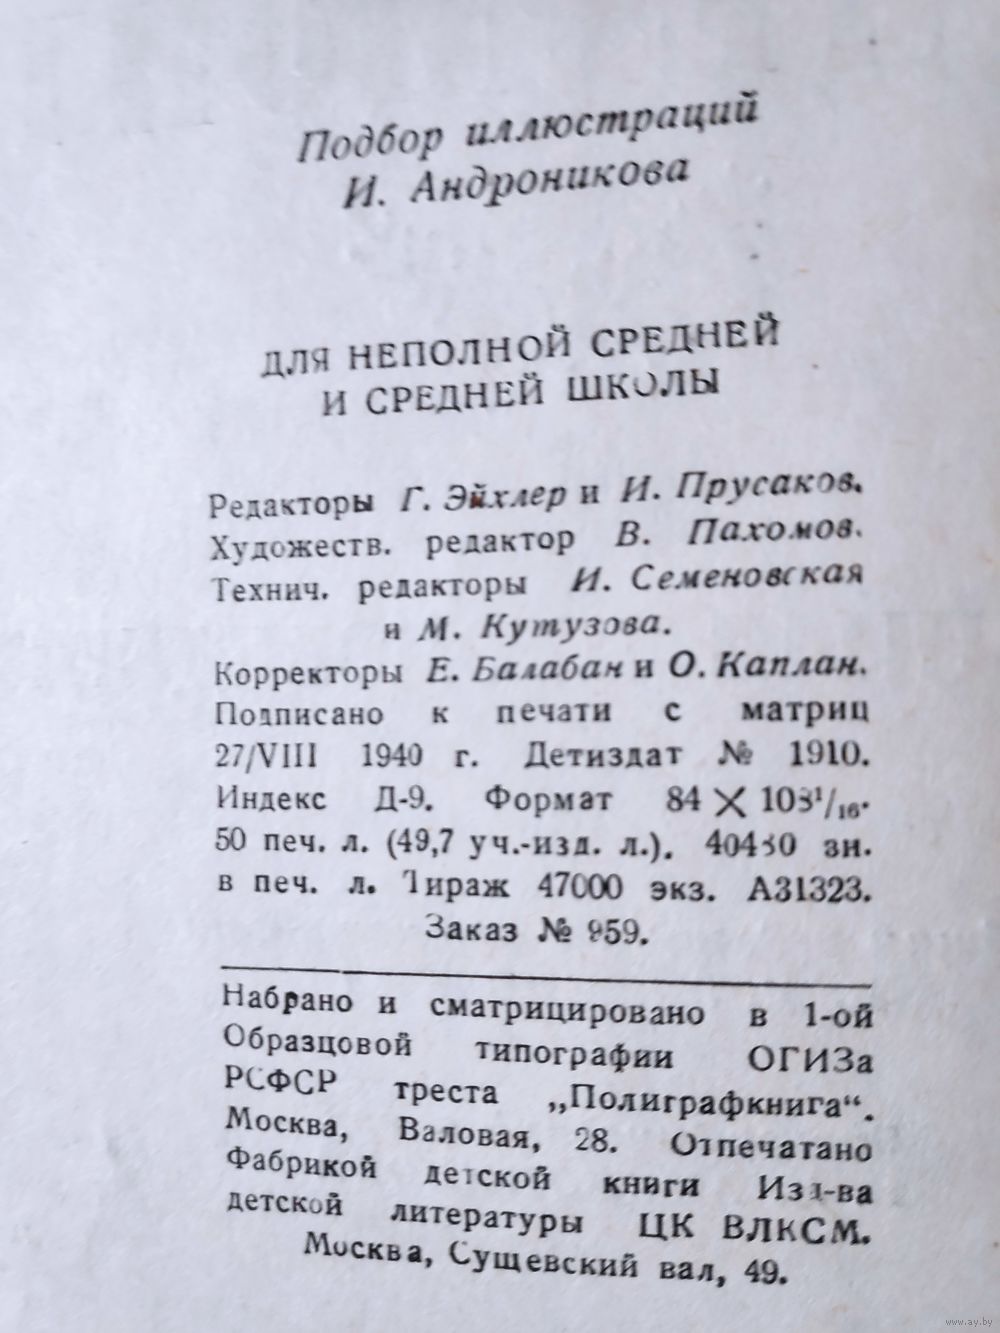 Подбор иллюстраций
И. Андроникова
ДЛЯ НЕПОЛНОЙ СРЕДНЕЙ
И СРЕДНЕЙ ШКОЛЫ
Редакторы Г. Эйхлер и И. Прусаков.
Художеств. редактор В. Пахомов.
Технич. редакторы И. Семеновская
и М. Кутузова.
Корректоры Е. Балабан и О. Каплан.
Подписано к печати с матриц
27/VIII 1940 г. Детиздат № 1910.
Индекс Д-9. Формат 84 × 108¹/₁₆.
50 печ. л. (49,7 уч.-изд. л.). зн.
в печ. л. Тираж 47000 экз. А31323.
Заказ № 959.
Набрано и сматрицировано в 1-ой
Образцовой типографии ОГИЗа
РСФСР треста „Полиграфкнига“.
Москва, Валовая, 28. Отпечатано
Фабрикой детской книги Изд-ва
детской литературы ЦК ВЛКСМ.
Москва, Сущевский вал, 49.
www.ay.by